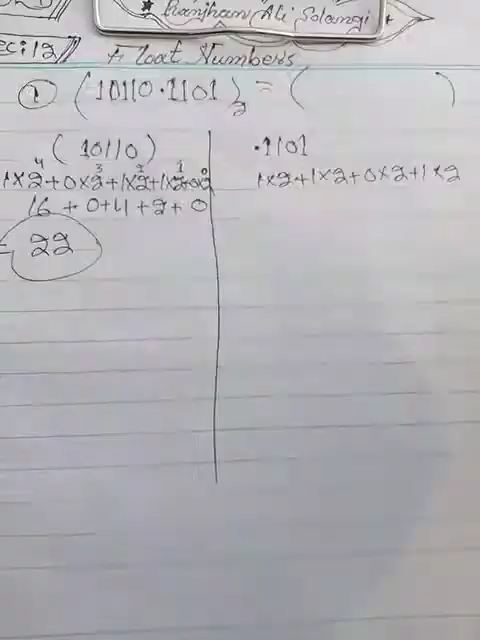 Ranjhan Ali Solangi
Float Numbers
1 (10110.1101)2 = ( )
(10110)
1×2⁴+0×2³+1×2²+1×2¹+0×2⁰
16 + 0+4+2+0
22
.1101
1×2+1×2+0×2+1×2